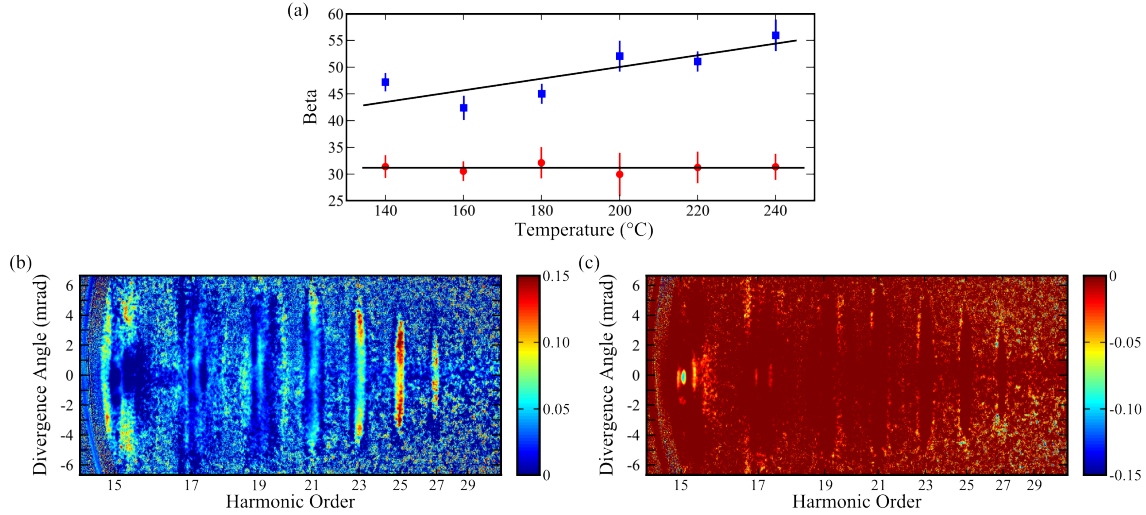 (a)
60
55
50
45
40
35
30
25
Beta
140 160 180 200 220 240
Temperature (°C)
(b)
6
4
2
0
-2
-4
-6
Divergence Angle (mrad)
15 17 19 21 23 25 27 29
Harmonic Order
0.15
0.10
0.05
0
(c)
6
4
2
0
-2
-4
-6
Divergence Angle (mrad)
15 17 19 21 23 25 27 29
Harmonic Order
0
-0.05
-0.10
-0.15